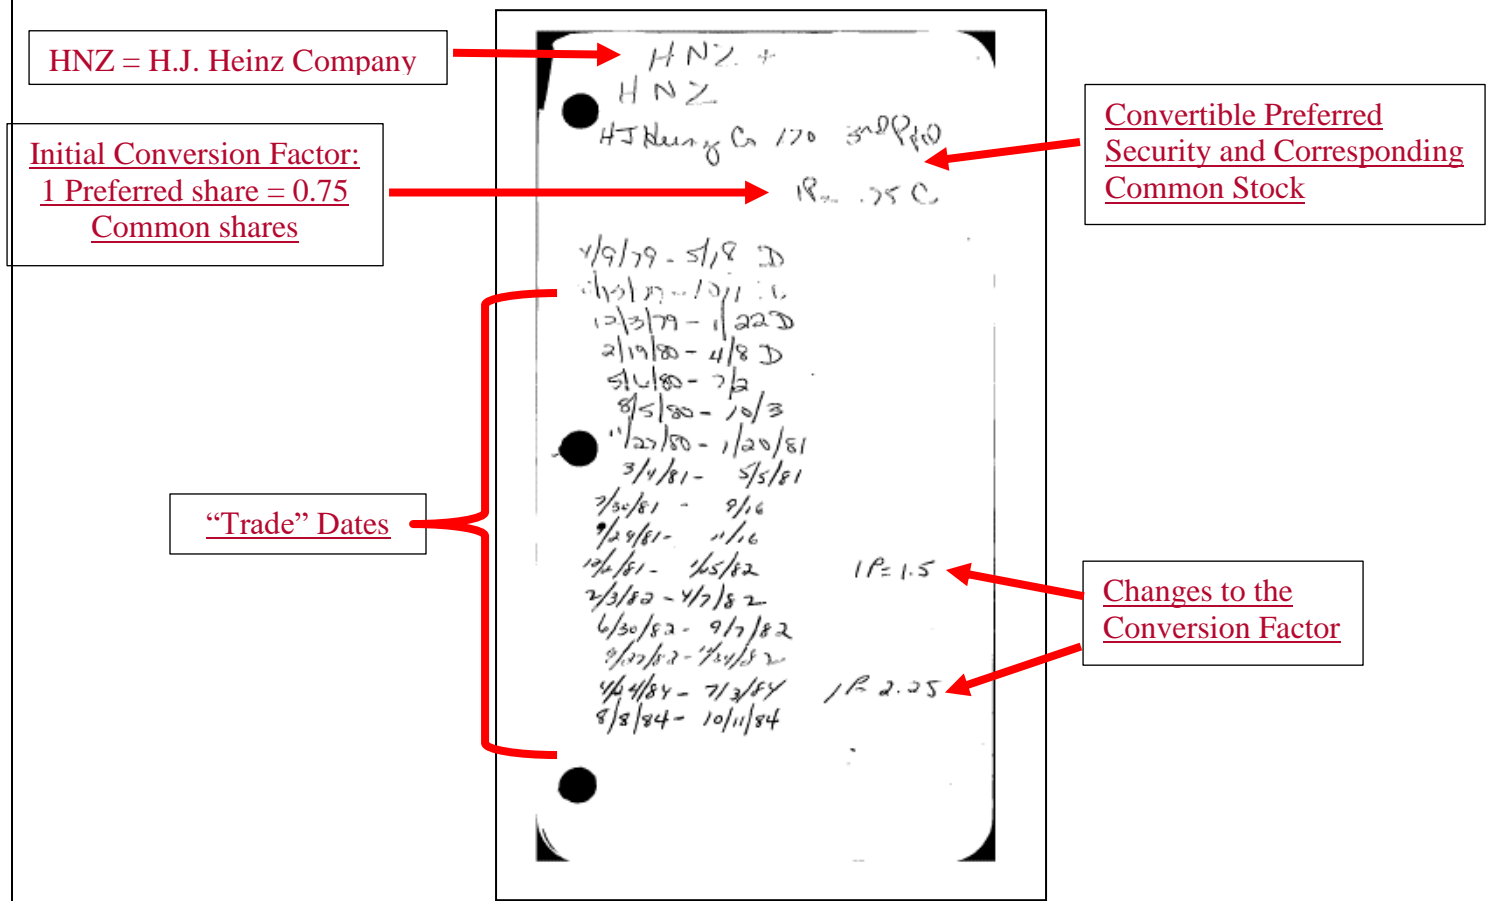 HNZ = H.J. Heinz Company
Initial Conversion Factor:
1 Preferred share = 0.75
Common shares
"Trade" Dates
HNZ +
HNZ
HJ Heinz Co 170 3rd Pfd
1P = .75 C
4/9/79 - 5/18 D
12/3/79 - 1/22 D
2/19/80 - 4/8 D
5/6/80 - 7/2
8/5/80 - 10/3
11/27/80 - 1/20/81
3/4/81 - 5/5/81
7/30/81 - 9/16
9/29/81 - 11/16
1/25/82 1P = 1.5
2/3/82 - 4/7/82
6/30/82 - 9/7/82
9/27/82 -
4/24/84 - 7/3/84 1P = 2.25
8/8/84 - 10/11/84
Convertible Preferred
Security and Corresponding
Common Stock
Changes to the
Conversion Factor